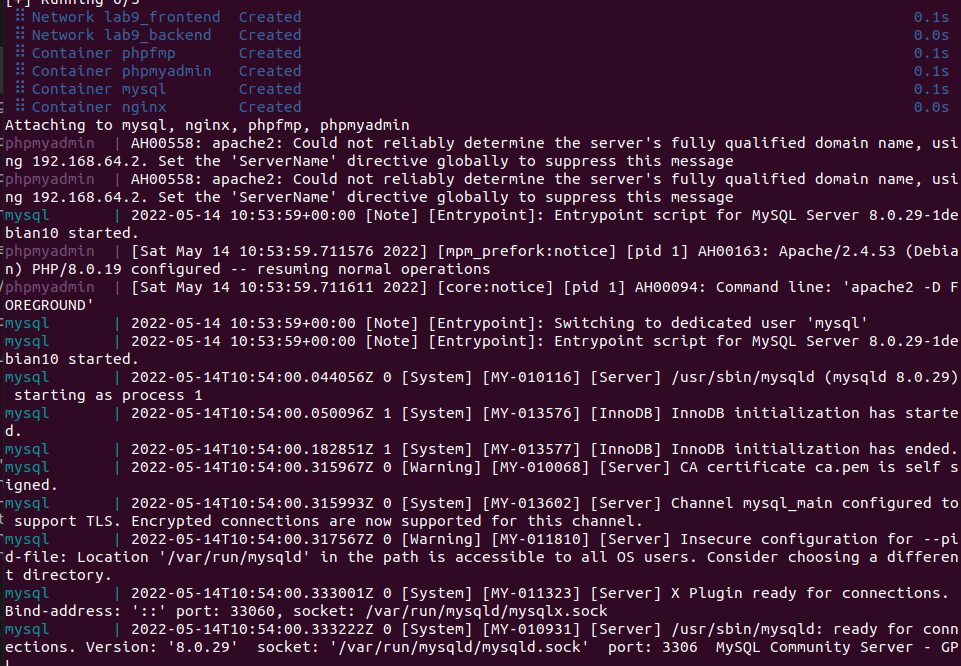 Network lab9_frontend Created 0.1s
Network lab9_backend Created 0.0s
Container phpfmp Created 0.1s
Container phpmyadmin Created 0.1s
Container mysql Created 0.1s
Container nginx Created 0.0s
Attaching to mysql, nginx, phpfmp, phpmyadmin
phpmyadmin | AH00558: apache2: Could not reliably determine the server's fully qualified domain name, usi
ng 192.168.64.2. Set the 'ServerName' directive globally to suppress this message
phpmyadmin | AH00558: apache2: Could not reliably determine the server's fully qualified domain name, usi
ng 192.168.64.2. Set the 'ServerName' directive globally to suppress this message
mysql | 2022-05-14 10:53:59+00:00 [Note] [Entrypoint]: Entrypoint script for MySQL Server 8.0.29-1de
bian10 started.
phpmyadmin | [Sat May 14 10:53:59.711576 2022] [mpm_prefork:notice] [pid 1] AH00163: Apache/2.4.53 (Debia
n) PHP/8.0.19 configured -- resuming normal operations
phpmyadmin | [Sat May 14 10:53:59.711611 2022] [core:notice] [pid 1] AH00094: Command line: 'apache2 -D F
OREGROUND'
mysql | 2022-05-14 10:53:59+00:00 [Note] [Entrypoint]: Switching to dedicated user 'mysql'
mysql | 2022-05-14 10:53:59+00:00 [Note] [Entrypoint]: Entrypoint script for MySQL Server 8.0.29-1de
bian10 started.
mysql | 2022-05-14T10:54:00.044056Z 0 [System] [MY-010116] [Server] /usr/sbin/mysqld (mysqld 8.0.29)
 starting as process 1
mysql | 2022-05-14T10:54:00.050096Z 1 [System] [MY-013576] [InnoDB] InnoDB initialization has starte
d.
mysql | 2022-05-14T10:54:00.182851Z 1 [System] [MY-013577] [InnoDB] InnoDB initialization has ended.
mysql | 2022-05-14T10:54:00.315967Z 0 [Warning] [MY-010068] [Server] CA certificate ca.pem is self s
igned.
mysql | 2022-05-14T10:54:00.315993Z 0 [System] [MY-013602] [Server] Channel mysql_main configured to
 support TLS. Encrypted connections are now supported for this channel.
mysql | 2022-05-14T10:54:00.317567Z 0 [Warning] [MY-011810] [Server] Insecure configuration for --pi
d-file: Location '/var/run/mysqld' in the path is accessible to all OS users. Consider choosing a differen
t directory.
mysql | 2022-05-14T10:54:00.333001Z 0 [System] [MY-011323] [Server] X Plugin ready for connections.
Bind-address: '::' port: 33060, socket: /var/run/mysqld/mysqlx.sock
mysql | 2022-05-14T10:54:00.333222Z 0 [System] [MY-010931] [Server] /usr/sbin/mysqld: ready for conn
ections. Version: '8.0.29' socket: '/var/run/mysqld/mysqld.sock' port: 3306 MySQL Community Server - GP